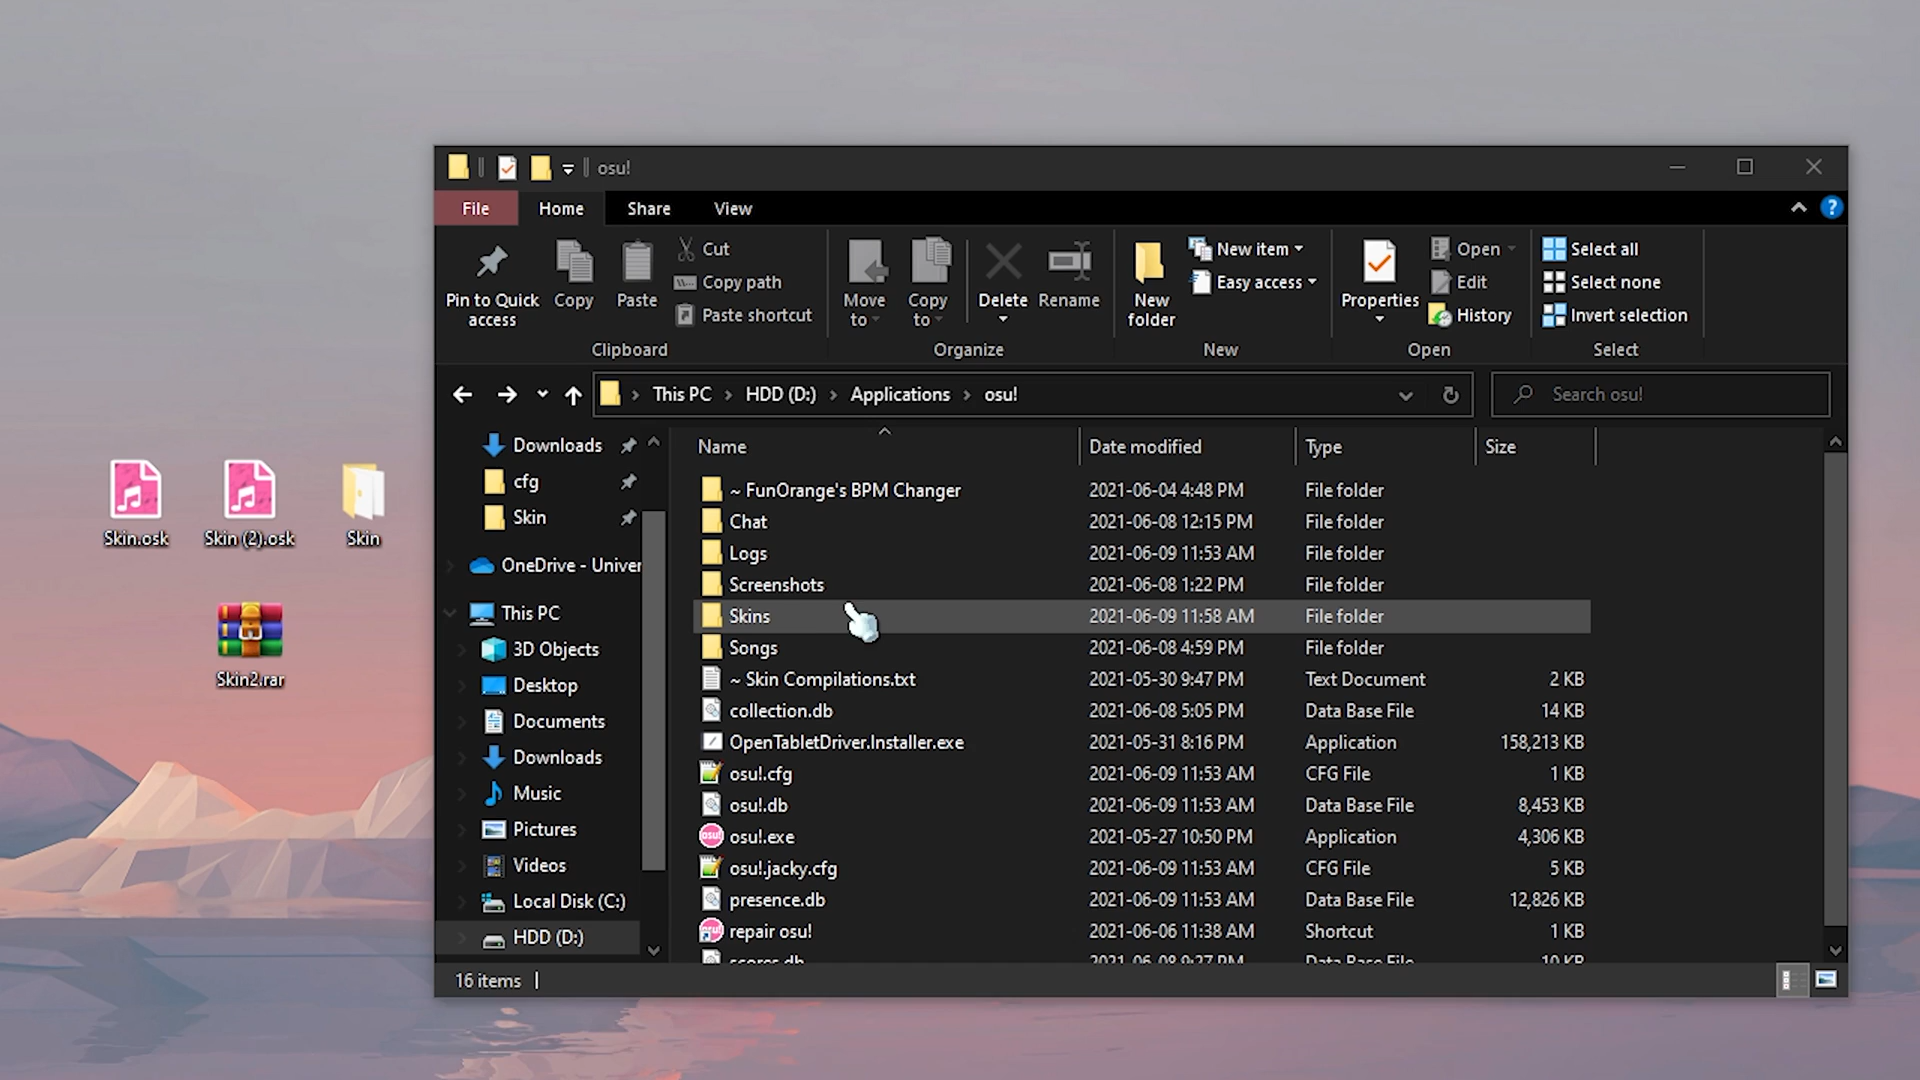 osu!
File Home Share View
Pin to Quick access
Copy
Paste
Cut
Copy path
Paste shortcut
Clipboard
Move to
Copy to
Delete
Rename
Organize
New folder
New item
Easy access
New
Properties
Open
Edit
History
Open
Select all
Select none
Invert selection
Select
This PC HDD (D:) Applications osu!
Search osu!
Downloads
cfg
Skin
OneDrive - Univer
This PC
3D Objects
Desktop
Documents
Downloads
Music
Pictures
Videos
Local Disk (C:)
HDD (D:)
Name Date modified Type Size
~ FunOrange's BPM Changer 2021-06-04 4:48 PM File folder
Chat 2021-06-08 12:15 PM File folder
Logs 2021-06-09 11:53 AM File folder
Screenshots 2021-06-08 1:22 PM File folder
Skins 2021-06-09 11:58 AM File folder
Songs 2021-06-08 4:59 PM File folder
~ Skin Compilations.txt 2021-05-30 9:47 PM Text Document 2 KB
collection.db 2021-06-08 5:05 PM Data Base File 14 KB
OpenTabletDriver.Installer.exe 2021-05-31 8:16 PM Application 158,213 KB
osu!.cfg 2021-06-09 11:53 AM CFG File 1 KB
osu!.db 2021-06-09 11:53 AM Data Base File 8,453 KB
osu!.exe 2021-05-27 10:50 PM Application 4,306 KB
osu!.jacky.cfg 2021-06-09 11:53 AM CFG File 5 KB
presence.db 2021-06-09 11:53 AM Data Base File 12,826 KB
repair osu! 2021-06-06 11:38 AM Shortcut 1 KB
scores.db 2021-06-08 9:27 PM Data Base File 10 KB
16 items
Skin.osk
Skin (2).osk
Skin
Skin2.rar